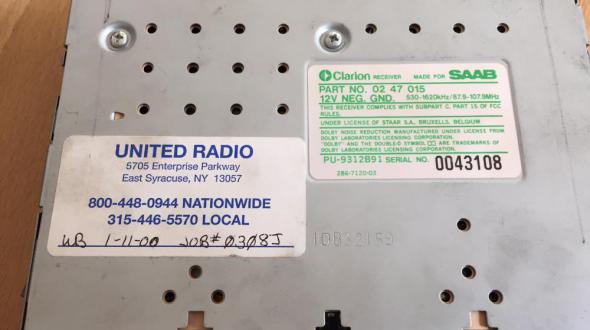 Clarion RECEIVER MADE FOR SAAB
PART NO. 02 47 015
12V NEG. GND. 530-1620kHz/87.9-107.9MHz
THIS RECEIVER COMPLIES WITH SUBPART C, PART 15 OF FCC
RULES.
UNDER LICENSE OF STAAR S.A., BRUXELLS, BELGIUM
DOLBY NOISE REDUCTION MANUFACTURED UNDER LICENSE FROM
DOLBY LABORATORIES LICENSING CORPORATION.
"DOLBY" AND THE DOUBLE-D SYMBOL ARE TRADEMARKS OF
DOLBY LABORATORIES LICENSING CORPORATION.
PU-9312B91 SERIAL NO. 0043108
286-7120-03
UNITED RADIO
5705 Enterprise Parkway
East Syracuse, NY 13057
800-448-0944 NATIONWIDE
315-446-5570 LOCAL
WB 1-11-00 JOB# 0308J